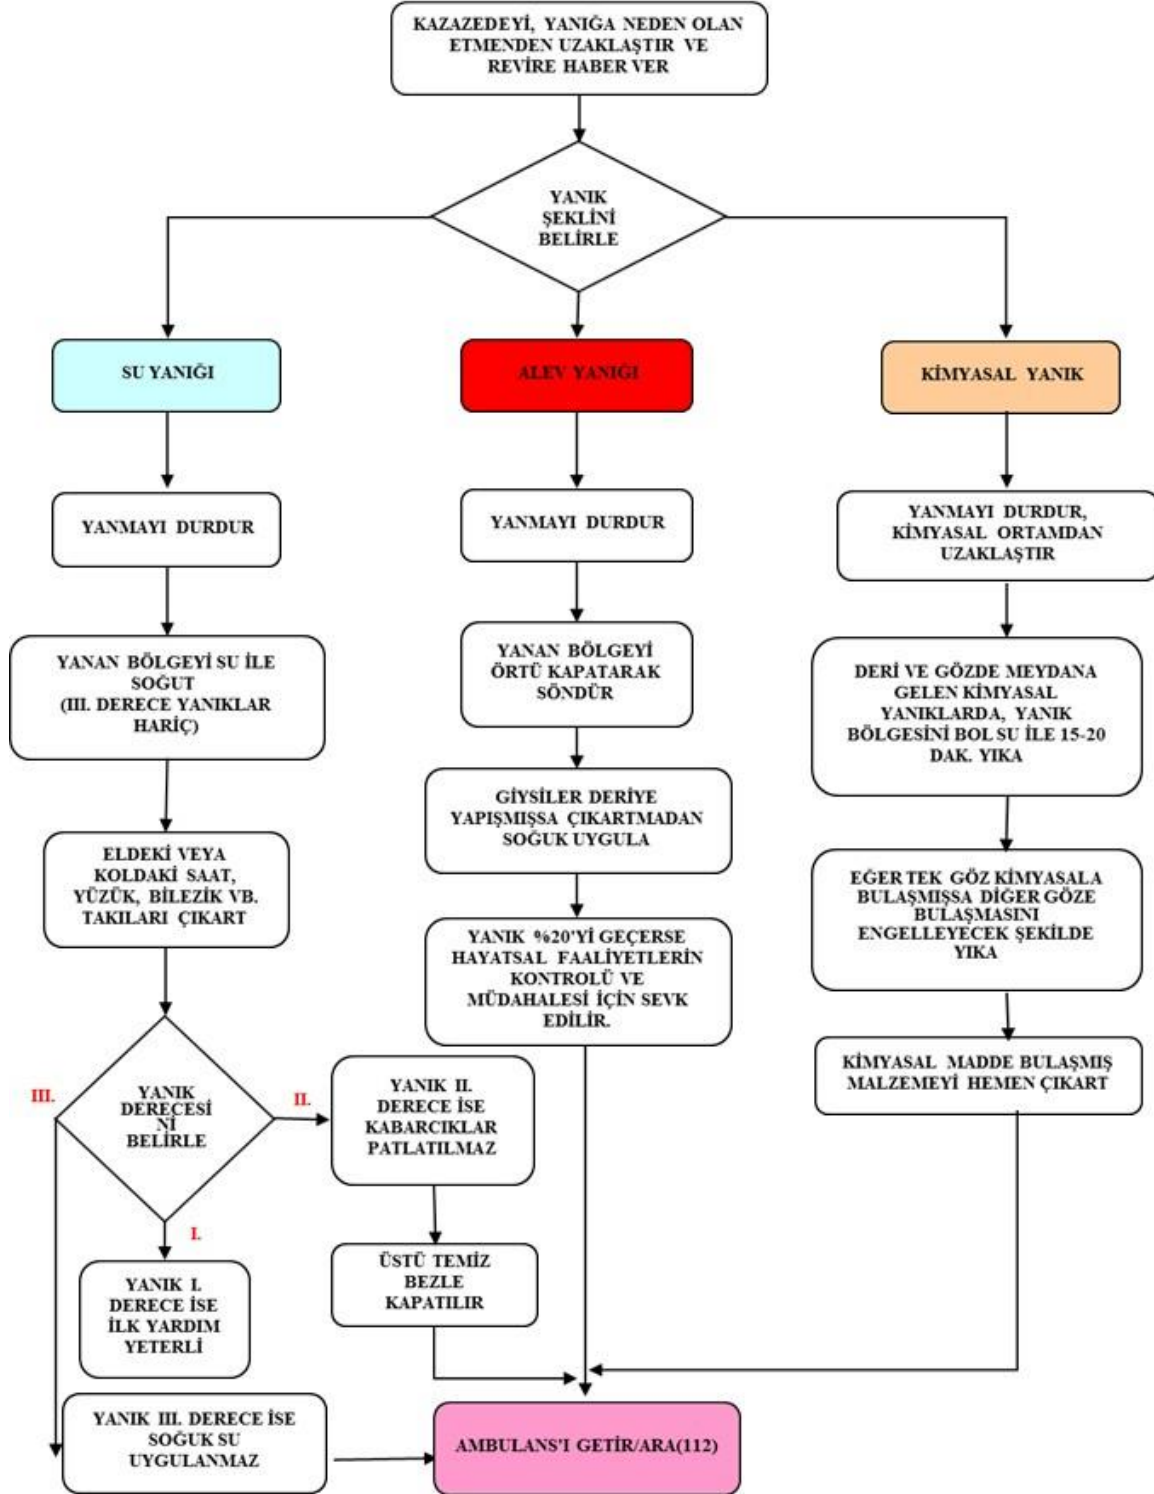 KAZAZEDEYİ, YANIĞA NEDEN OLAN
ETMENDEN UZAKLAŞTIR VE
REVİRE HABER VER
YANIK
ŞEKLİNİ
BELİRLE
SU YANIĞI
ALEV YANIĞI
KİMYASAL YANIK
YANMAYI DURDUR
YANMAYI DURDUR
YANMAYI DURDUR,
KİMYASAL ORTAMDAN
UZAKLAŞTIR
YANAN BÖLGEYİ SU İLE
SOĞUT
(III. DERECE YANIKLAR
HARİÇ)
YANAN BÖLGEYİ
ÖRTÜ KAPATARAK
SÖNDÜR
DERİ VE GÖZDE MEYDANA
GELEN KİMYASAL
YANIKLARDA, YANIK
BÖLGESİNİ BOL SU İLE 15-20
DAK. YIKA
GİYSİLER DERİYE
YAPIŞMIŞSA ÇIKARTMADAN
SOĞUK UYGULA
ELDEKİ VEYA
KOLDAKİ SAAT,
YÜZÜK, BİLEZİK VB.
TAKILARI ÇIKART
EĞER TEK GÖZ KİMYASALA
BULAŞMIŞSA DİĞER GÖZE
BULAŞMASINI
ENGELLEYECEK ŞEKİLDE
YIKA
YANIK %20'Yİ GEÇERSE
HAYATSAL FAALİYETLERİN
KONTROLÜ VE
MÜDAHALESİ İÇİN SEVK
EDİLİR.
KİMYASAL MADDE BULAŞMIŞ
MALZEMEYİ HEMEN ÇIKART
III.
YANIK
DERECESİ
Nİ
BELİRLE
II.
YANIK II.
DERECE İSE
KABARCIKLAR
PATLATILMAZ
I.
YANIK I.
DERECE İSE
İLK YARDIM
YETERLİ
ÜSTÜ TEMİZ
BEZLE
KAPATILIR
YANIK III. DERECE İSE
SOĞUK SU
UYGULANMAZ
AMBULANS'I GETİR/ARA(112)